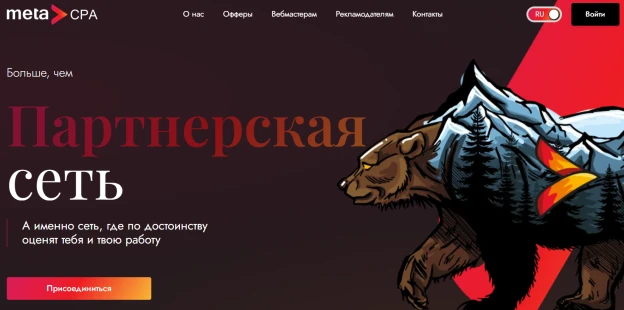 meta CPA
О нас Офферы Вебмастерам Рекламодателям Контакты RU Войти
Больше, чем
Партнерская
сеть
А именно сеть, где по достоинству
оценят тебя и твою работу
Присоединиться